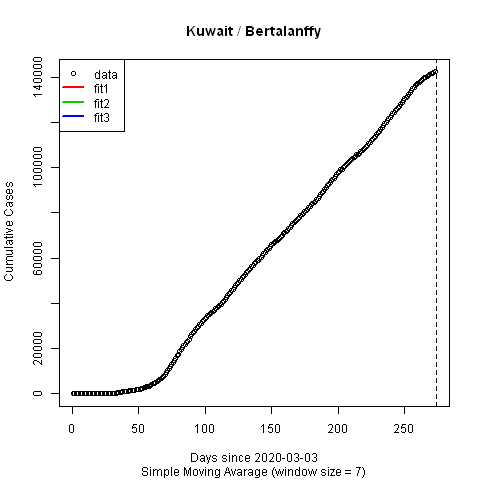 Kuwait / Bertalanffy
data
fit1
fit2
fit3
Cumulative Cases
0
20000
60000
100000
140000
0
50
100
150
200
250
Days since 2020-03-03
Simple Moving Avarage (window size = 7)